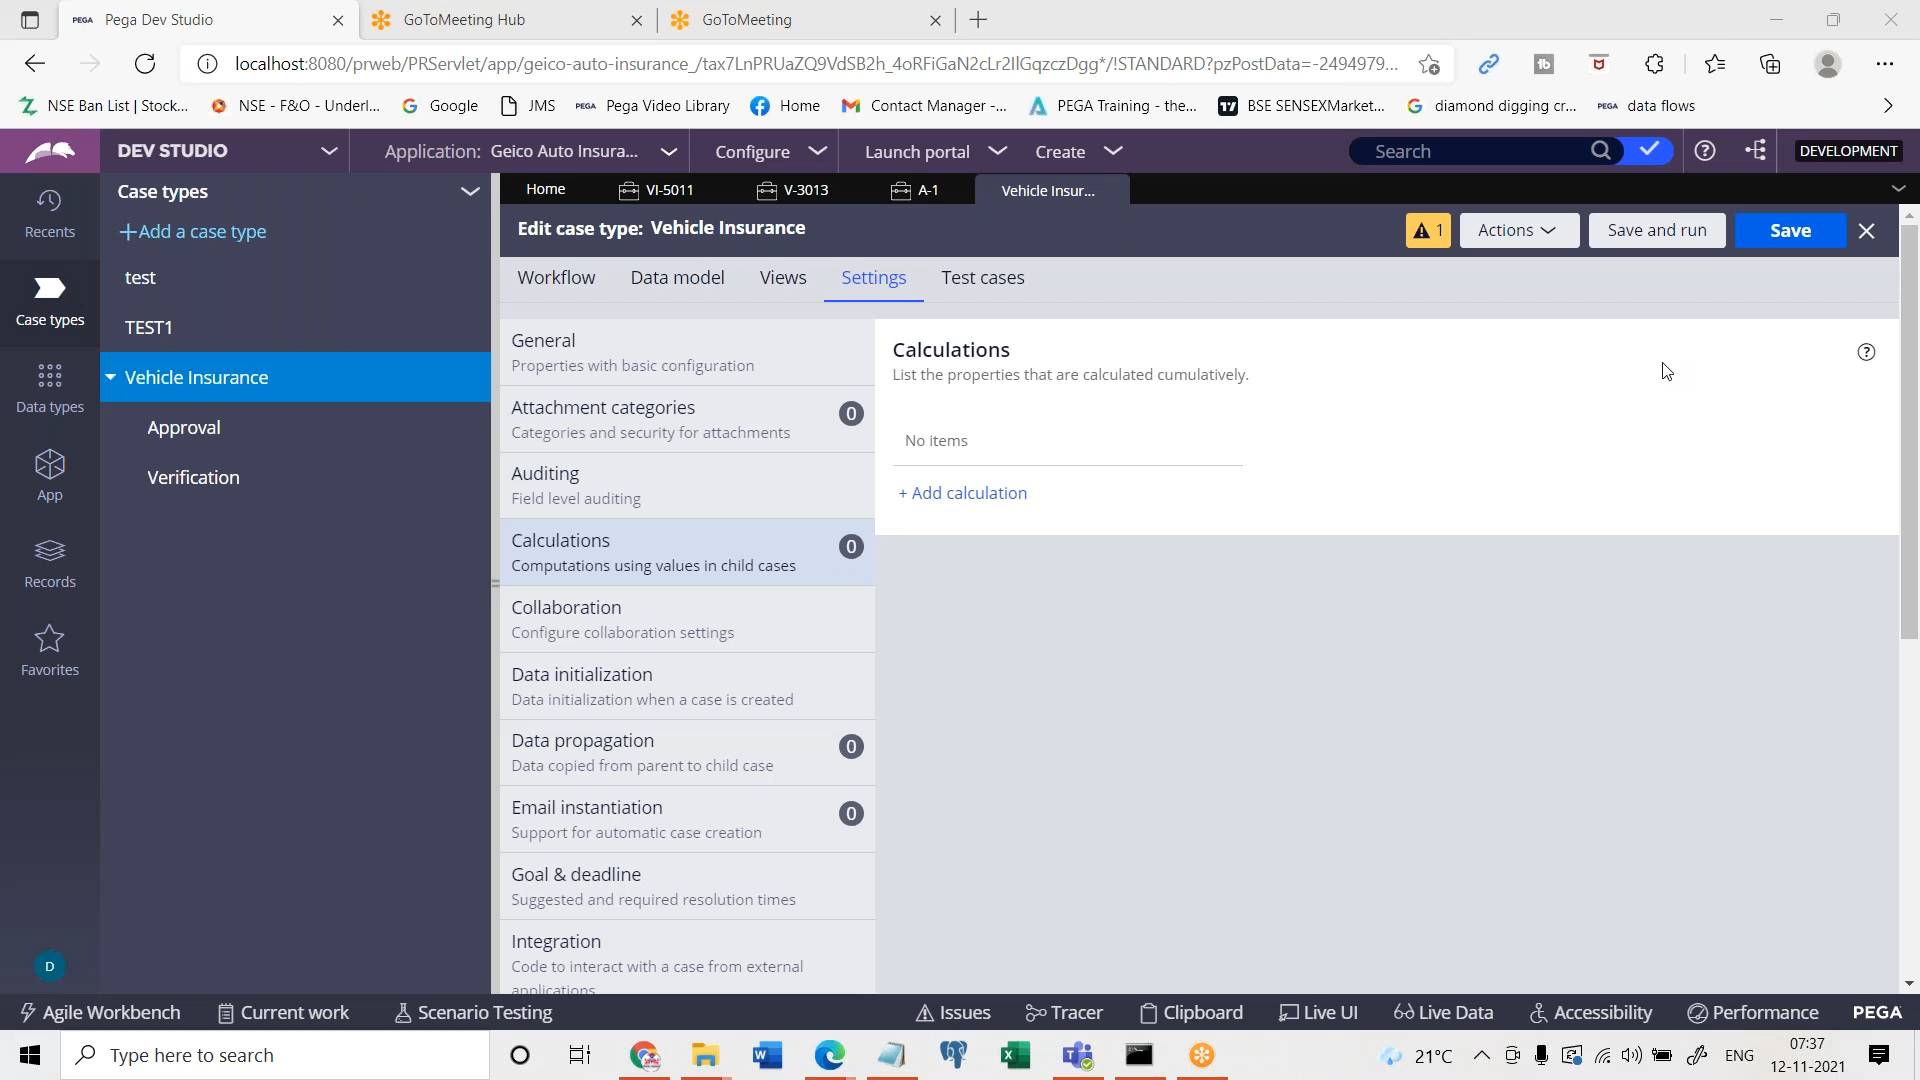 PEGA Pega Dev Studio
GoToMeeting Hub
GoToMeeting
localhost:8080/prweb/PRServlet/app/geico-auto-insurance_/tax7LnPRUaZQ9VdSB2h_4oRFiGaN2cLr2IlGqzczDgg*/!STANDARD?pzPostData=-2494979...
NSE Ban List | Stock...
NSE - F&O - Underl...
Google
JMS
PEGA Pega Video Library
Home
Contact Manager -...
PEGA Training - the...
BSE SENSEXMarket...
diamond digging cr...
PEGA data flows
DEV STUDIO
Application: Geico Auto Insura...
Configure
Launch portal
Create
Search
DEVELOPMENT
Recents
Case types
Data types
App
Records
Favorites
D
Case types
+Add a case type
test
TEST1
Vehicle Insurance
Approval
Verification
Home
VI-5011
V-3013
A-1
Vehicle Insur...
Edit case type: Vehicle Insurance
1
Actions
Save and run
Save
Workflow
Data model
Views
Settings
Test cases
General
Properties with basic configuration
Attachment categories
Categories and security for attachments
0
Auditing
Field level auditing
Calculations
Computations using values in child cases
0
Collaboration
Configure collaboration settings
Data initialization
Data initialization when a case is created
Data propagation
Data copied from parent to child case
0
Email instantiation
Support for automatic case creation
0
Goal & deadline
Suggested and required resolution times
Integration
Code to interact with a case from external
applications
Calculations
List the properties that are calculated cumulatively.
No items
+ Add calculation
Agile Workbench
Current work
Scenario Testing
Issues
Tracer
Clipboard
Live UI
Live Data
Accessibility
Performance
PEGA
Type here to search
21°C
ENG
07:37
12-11-2021